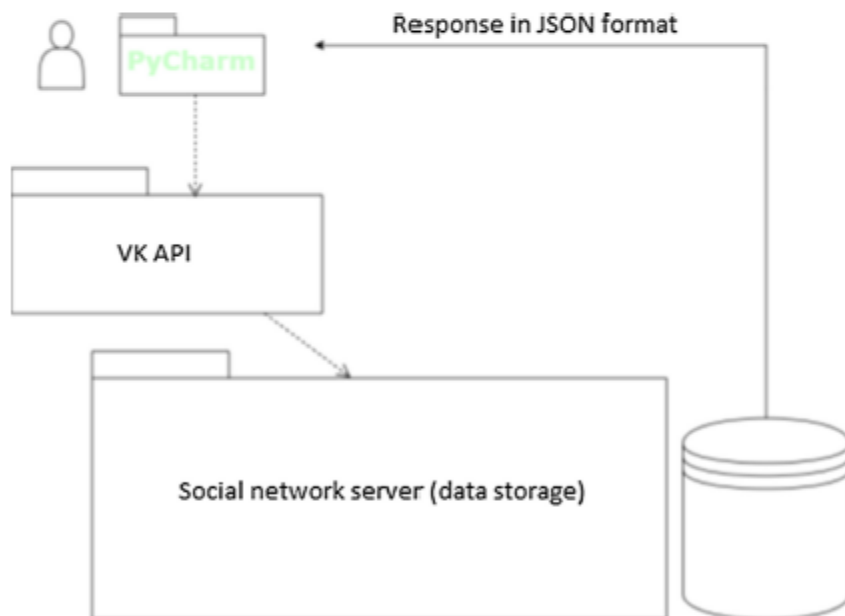 Response in JSON format
PyCharm
VK API
Social network server (data storage)